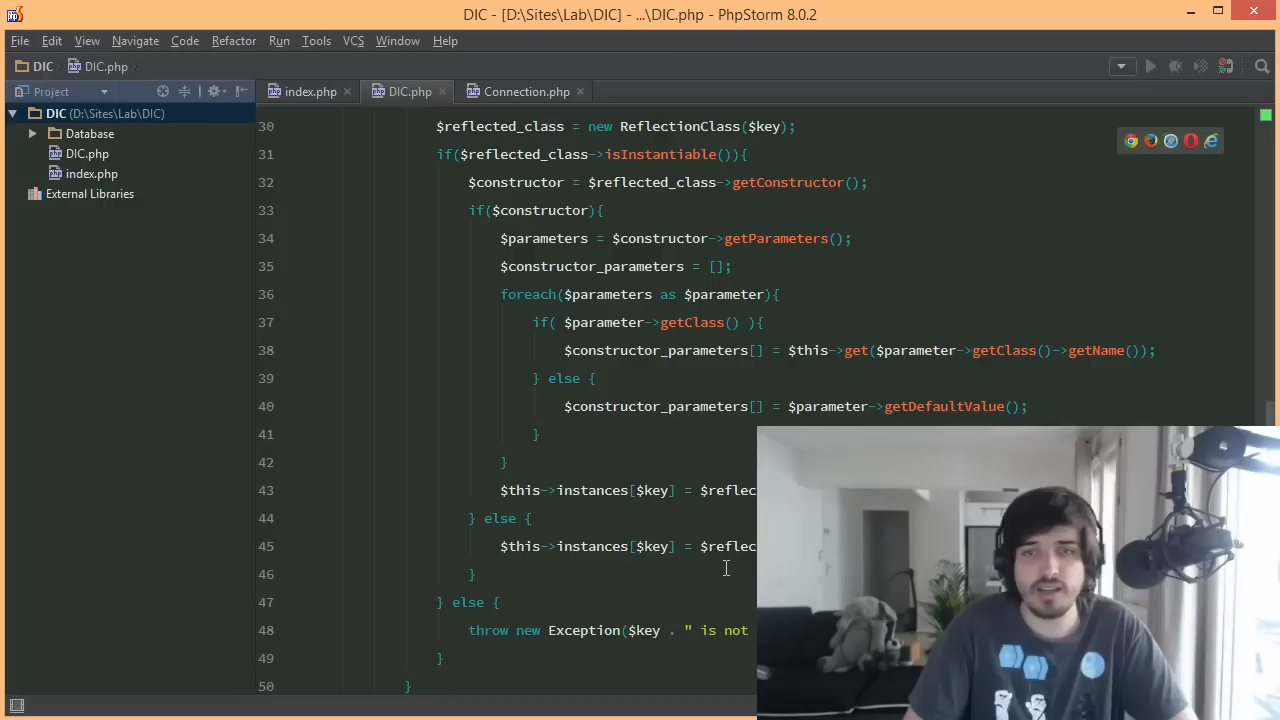 DIC - [D:\Sites\Lab\DIC] - ...\DIC.php - PhpStorm 8.0.2
File Edit View Navigate Code Refactor Run Tools VCS Window Help
DIC DIC.php
Project index.php DIC.php Connection.php
DIC (D:\Sites\Lab\DIC)
Database
DIC.php
index.php
External Libraries
30 $reflected_class = new ReflectionClass($key);
31 if($reflected_class->isInstantiable()){
32 $constructor = $reflected_class->getConstructor();
33 if($constructor){
34 $parameters = $constructor->getParameters();
35 $constructor_parameters = [];
36 foreach($parameters as $parameter){
37 if( $parameter->getClass() ){
38 $constructor_parameters[] = $this->get($parameter->getClass()->getName());
39 } else {
40 $constructor_parameters[] = $parameter->getDefaultValue();
41 }
42 }
43 $this->instances[$key] = $reflec
44 } else {
45 $this->instances[$key] = $reflec
46 }
47 } else {
48 throw new Exception($key . " is not
49 }
50 }